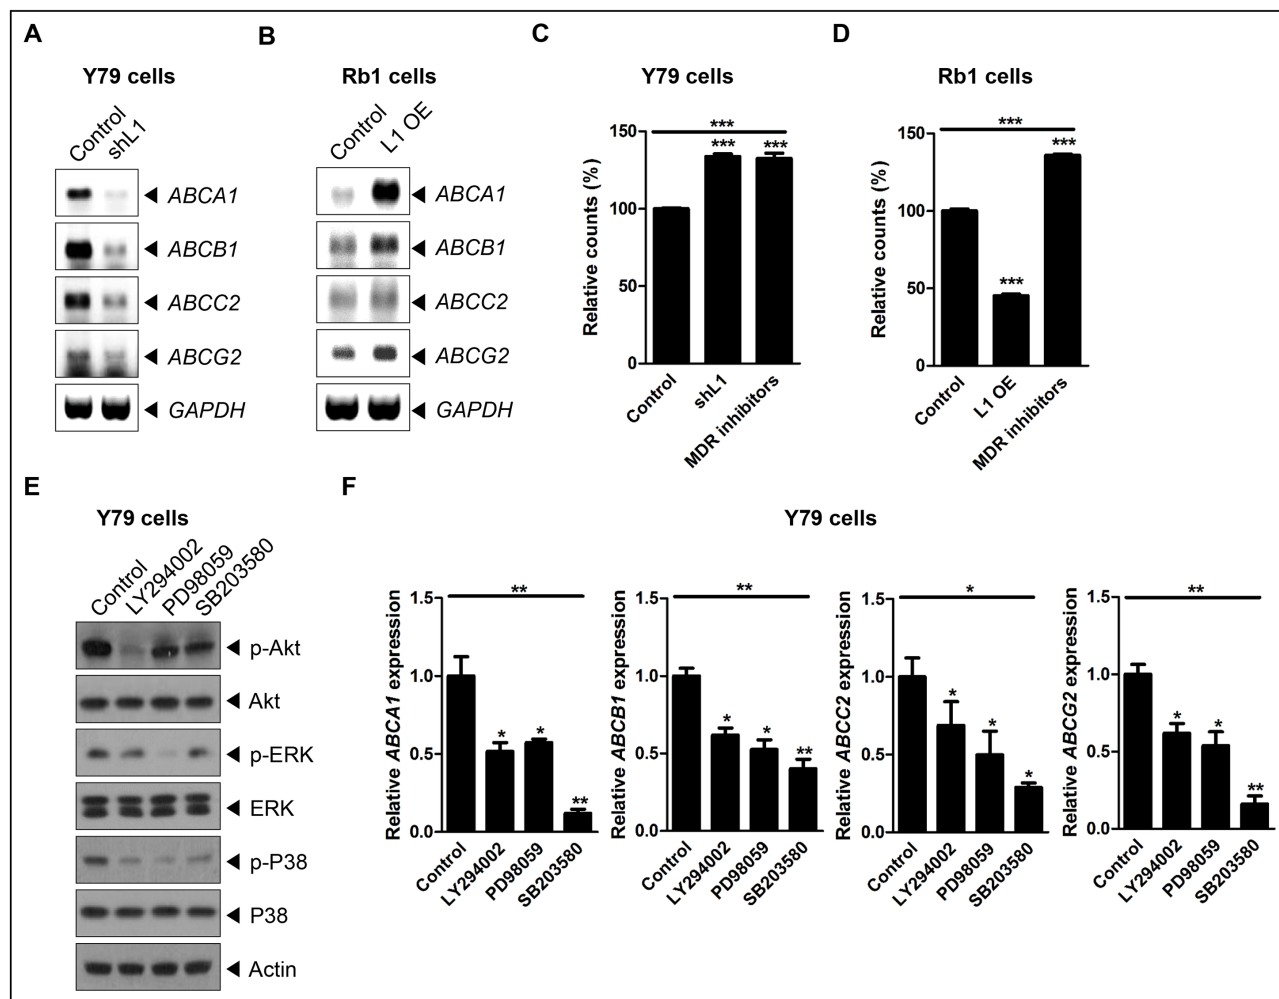 A
Y79 cells
Control
shL1
ABCA1
ABCB1
ABCC2
ABCG2
GAPDH
B
Rb1 cells
Control
L1 OE
ABCA1
ABCB1
ABCC2
ABCG2
GAPDH
C
Y79 cells
Relative counts (%)
150
100
50
0
***
***
***
Control
shL1
MDR inhibitors
D
Rb1 cells
Relative counts (%)
150
100
50
0
***
***
***
Control
L1 OE
MDR inhibitors
E
Y79 cells
Control
LY294002
PD98059
SB203580
p-Akt
Akt
p-ERK
ERK
p-P38
P38
Actin
F
Y79 cells
Relative ABCA1 expression
1.5
1.0
0.5
0.0
**
*
*
**
Control
LY294002
PD98059
SB203580
Relative ABCB1 expression
1.5
1.0
0.5
0.0
**
*
*
**
Control
LY294002
PD98059
SB203580
Relative ABCC2 expression
1.5
1.0
0.5
0.0
*
*
*
*
Control
LY294002
PD98059
SB203580
Relative ABCG2 expression
1.5
1.0
0.5
0.0
**
*
*
**
Control
LY294002
PD98059
SB203580